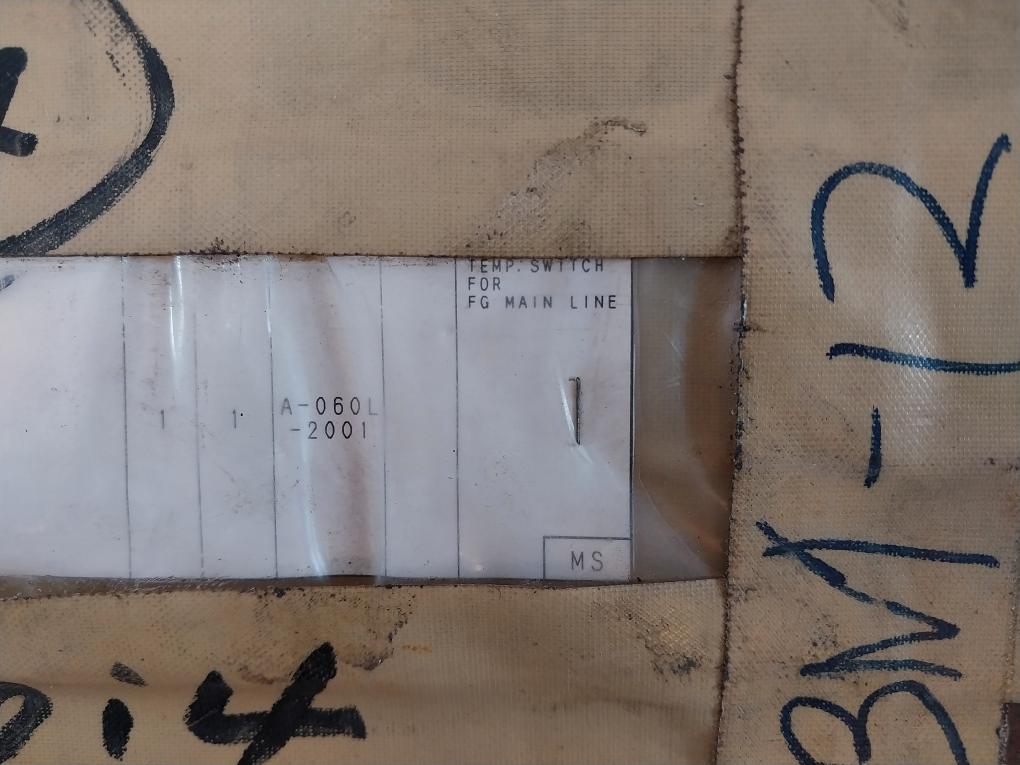 TEMP. SWITCH
FOR
FG MAIN LINE
1 1 A-060L
-2001
MS
BM-12